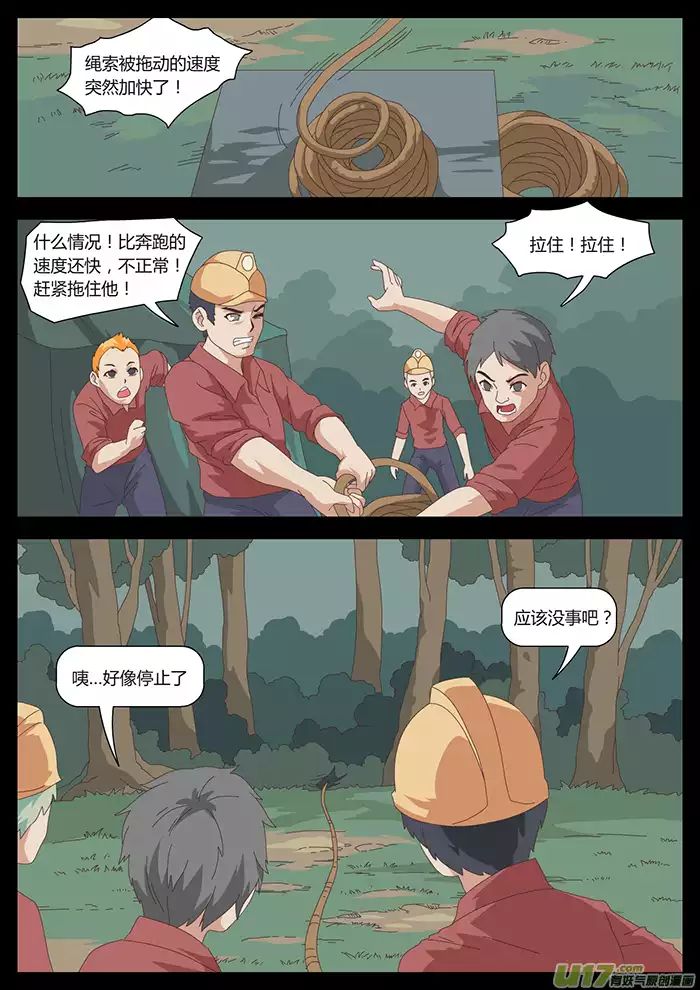 绳索被拖动的速度
突然加快了！
什么情况！比奔跑的
速度还快，不正常！
赶紧拖住他！
拉住！拉住！
应该没事吧？
咦...好像停止了
U17.com
有妖气原创漫画